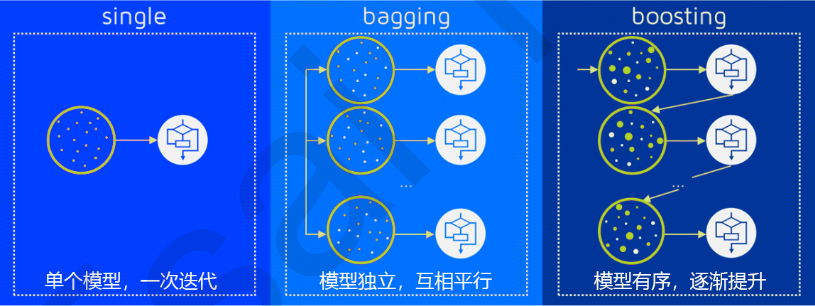 single
bagging
boosting
...
...
单个模型，一次迭代
模型独立，互相平行
模型有序，逐渐提升